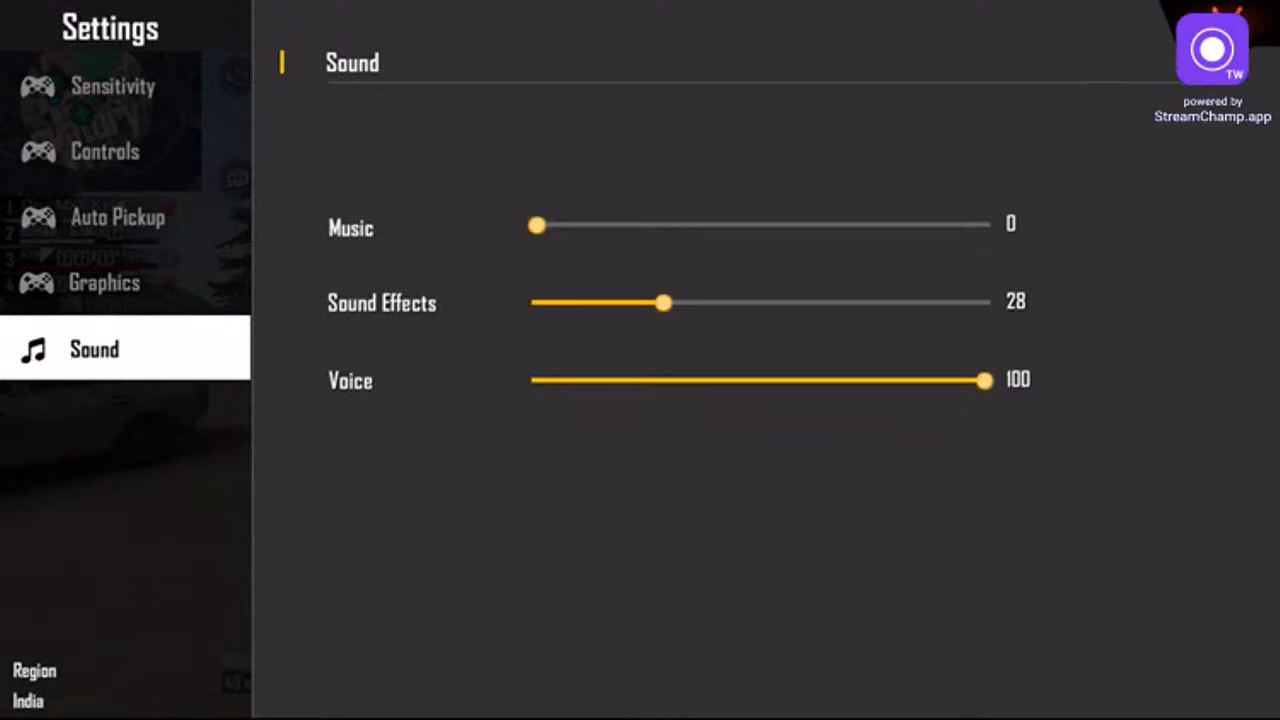 Settings
Sensitivity
Controls
Auto Pickup
Graphics
Sound
Region
India
Sound
Music 0
Sound Effects 28
Voice 100
TW
powered by
StreamChamp.app